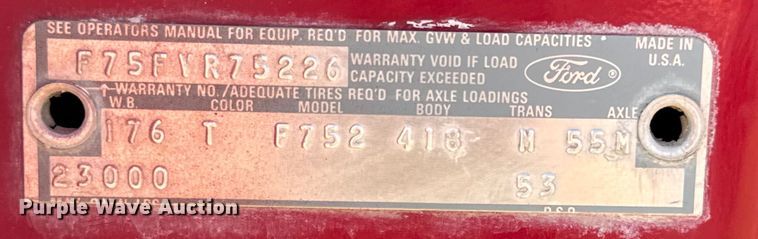 SEE OPERATORS MANUAL FOR EQUIP. REQ'D FOR MAX. GVW & LOAD CAPACITIES
MADE IN U.S.A.
F75FVR75226
WARRANTY VOID IF LOAD CAPACITY EXCEEDED
Ford
WARRANTY NO./ADEQUATE TIRES REQ'D FOR AXLE LOADINGS
W.B. COLOR MODEL BODY TRANS AXLE
176 T F752 418 N 55M
23000 53
D.S.O.
Purple Wave Auction